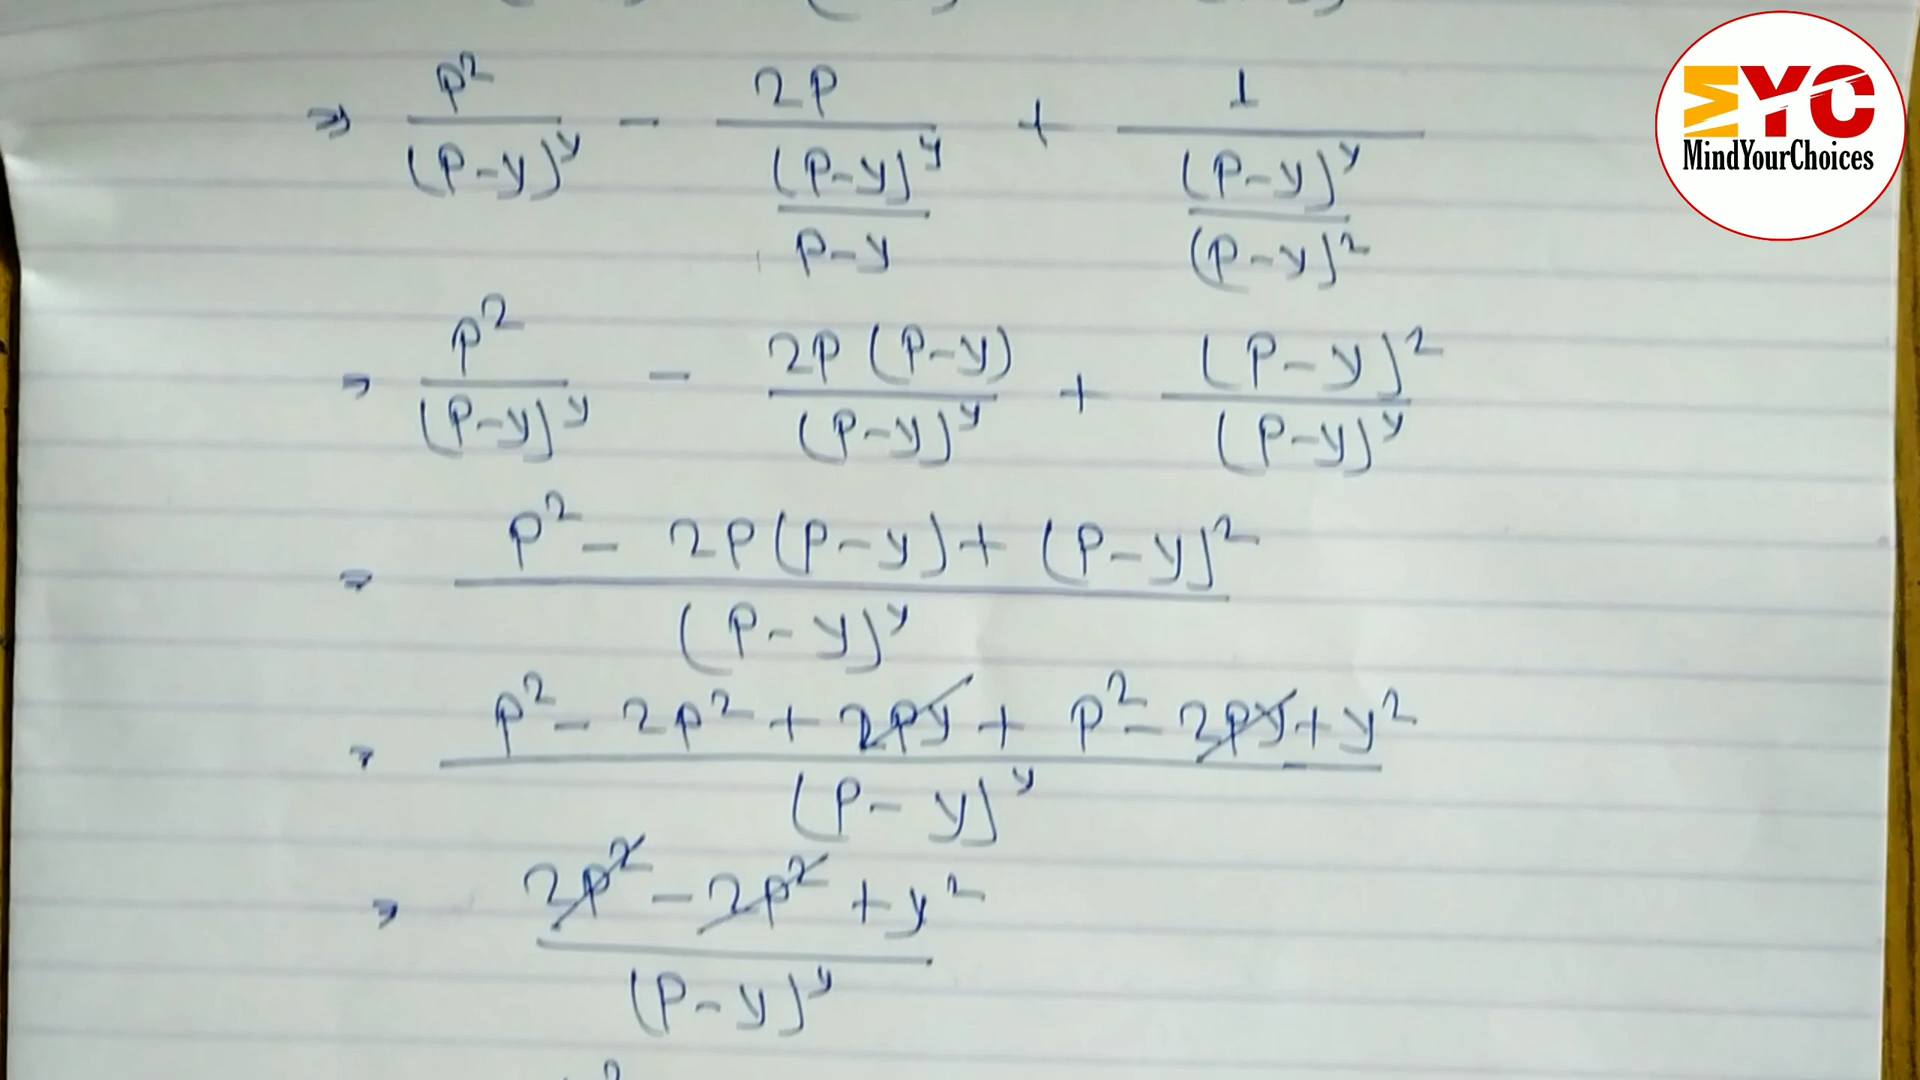 MYC
MindYourChoices
⇒ p²/(p-y)^y - 2p/((p-y)^y/(p-y)) + 1/((p-y)^y/(p-y)²)
⇒ p²/(p-y)^y - 2p(p-y)/(p-y)^y + (p-y)²/(p-y)^y
⇒ (p² - 2p(p-y) + (p-y)²)/(p-y)^y
⇒ (p² - 2p² + 2py + p² - 2py + y²)/(p-y)^y
⇒ (2p² - 2p² + y²)/(p-y)^y